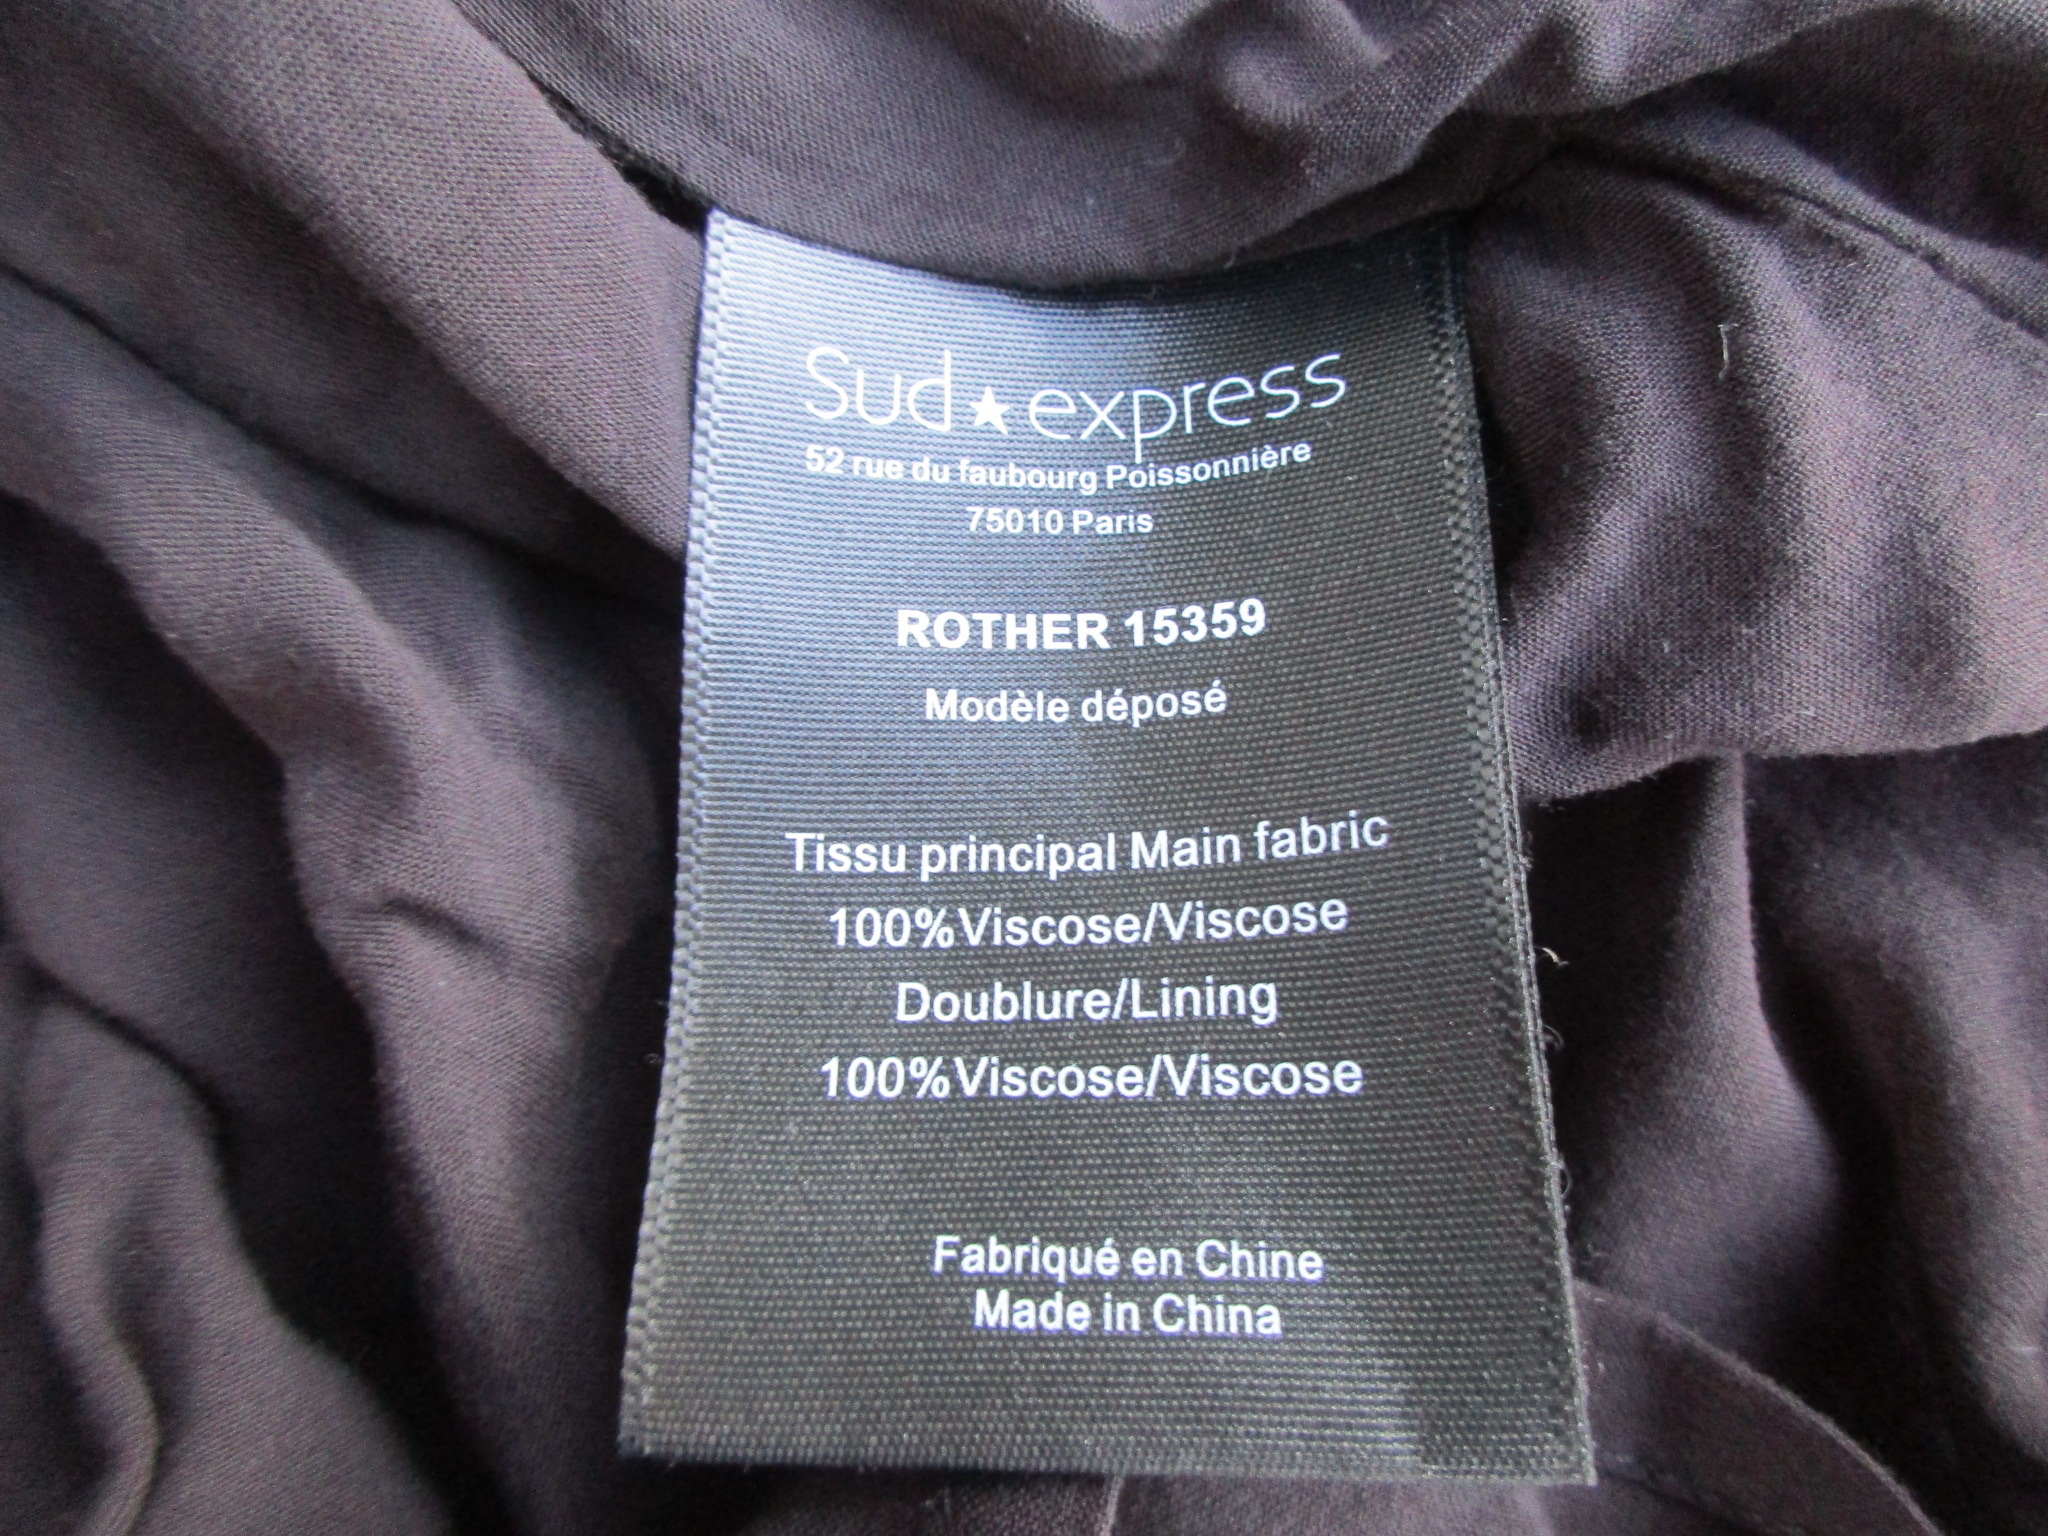 Sud★express
52 rue du faubourg Poissonnière
75010 Paris
ROTHER 15359
Modèle déposé
Tissu principal Main fabric
100%Viscose/Viscose
Doublure/Lining
100%Viscose/Viscose
Fabriqué en Chine
Made in China